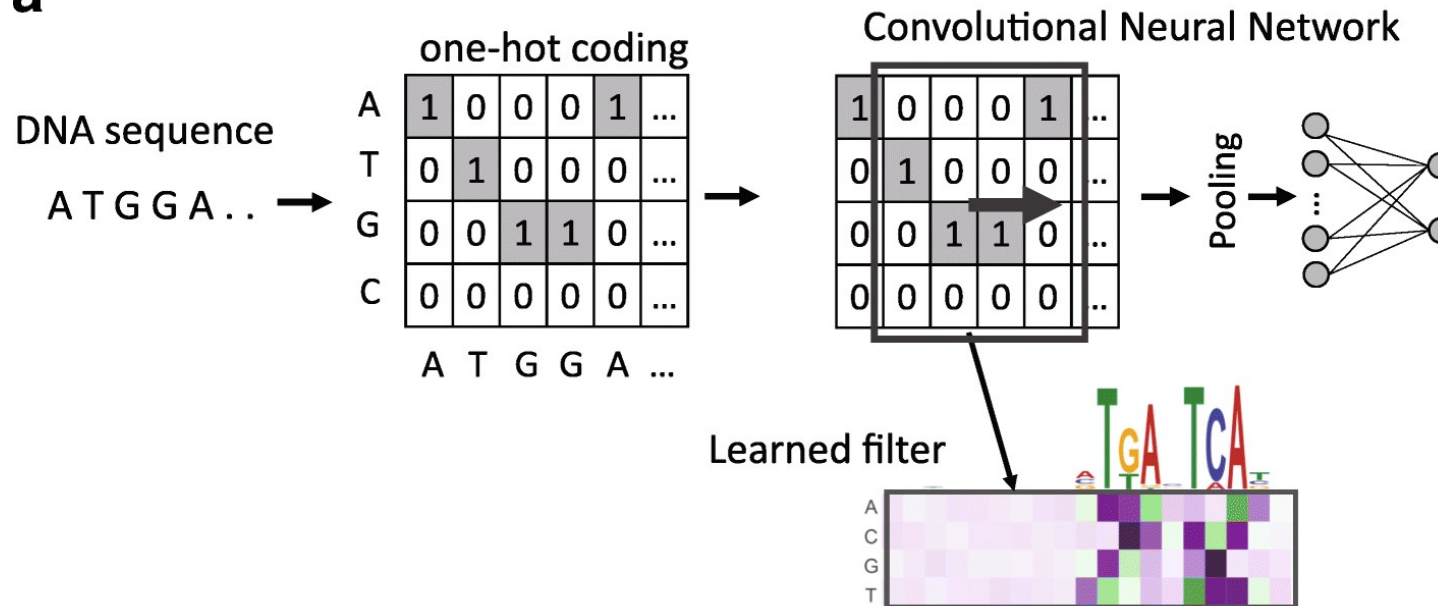 a
Convolutional Neural Network
one-hot coding
DNA sequence
A T G G A . .
A 1 0 0 0 1 ...
T 0 1 0 0 0 ...
G 0 0 1 1 0 ...
C 0 0 0 0 0 ...
A T G G A ...
1 0 0 0 1 ...
0 1 0 0 0 ...
0 0 1 1 0 ...
0 0 0 0 0 ...
Pooling
...
Learned filter
TGA TCA
A
C
G
T